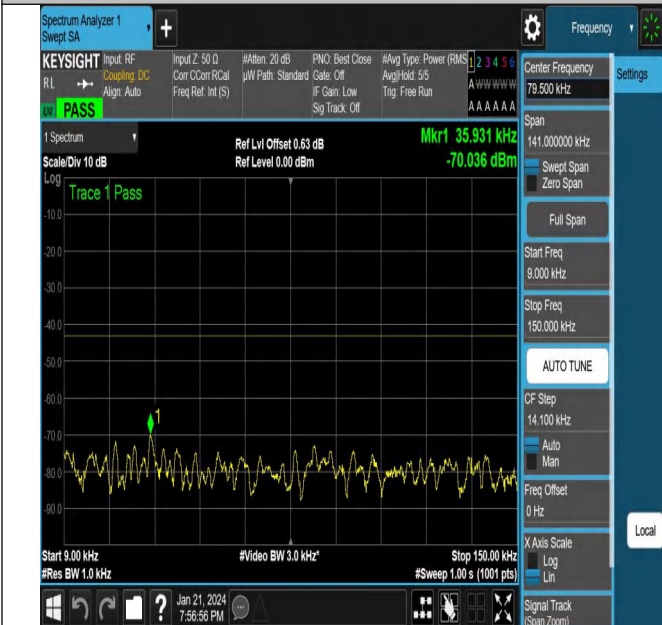 Spectrum Analyzer 1
Swept SA
Frequency
KEYSIGHT
RL
Input: RF
Coupling: DC
Align: Auto
Input Z: 50 Ω
Corr CCorr RCal
Freq Ref: Int (S)
#Atten: 20 dB
µW Path: Standard
PNO: Best Close
Gate: Off
IF Gain: Low
Sig Track: Off
#Avg Type: Power (RMS
Avg|Hold: 5/5
Trig: Free Run
1 2 3 4 5 6
A W W W W W
A A A A A A
PASS
1 Spectrum
Scale/Div 10 dB
Log
Ref Lvl Offset 0.63 dB
Ref Level 0.00 dBm
Mkr1 35.931 kHz
-70.036 dBm
Trace 1 Pass
-10.0
-20.0
-30.0
-40.0
-50.0
-60.0
-70.0
-80.0
-90.0
1
Start 9.00 kHz
#Res BW 1.0 kHz
#Video BW 3.0 kHz*
Stop 150.00 kHz
#Sweep 1.00 s (1001 pts)
Jan 21, 2024
7:56:56 PM
Center Frequency
79.500 kHz
Settings
Span
141.000000 kHz
Swept Span
Zero Span
Full Span
Start Freq
9.000 kHz
Stop Freq
150.000 kHz
AUTO TUNE
CF Step
14.100 kHz
Auto
Man
Freq Offset
0 Hz
Local
X Axis Scale
Log
Lin
Signal Track
(Span Zoom)